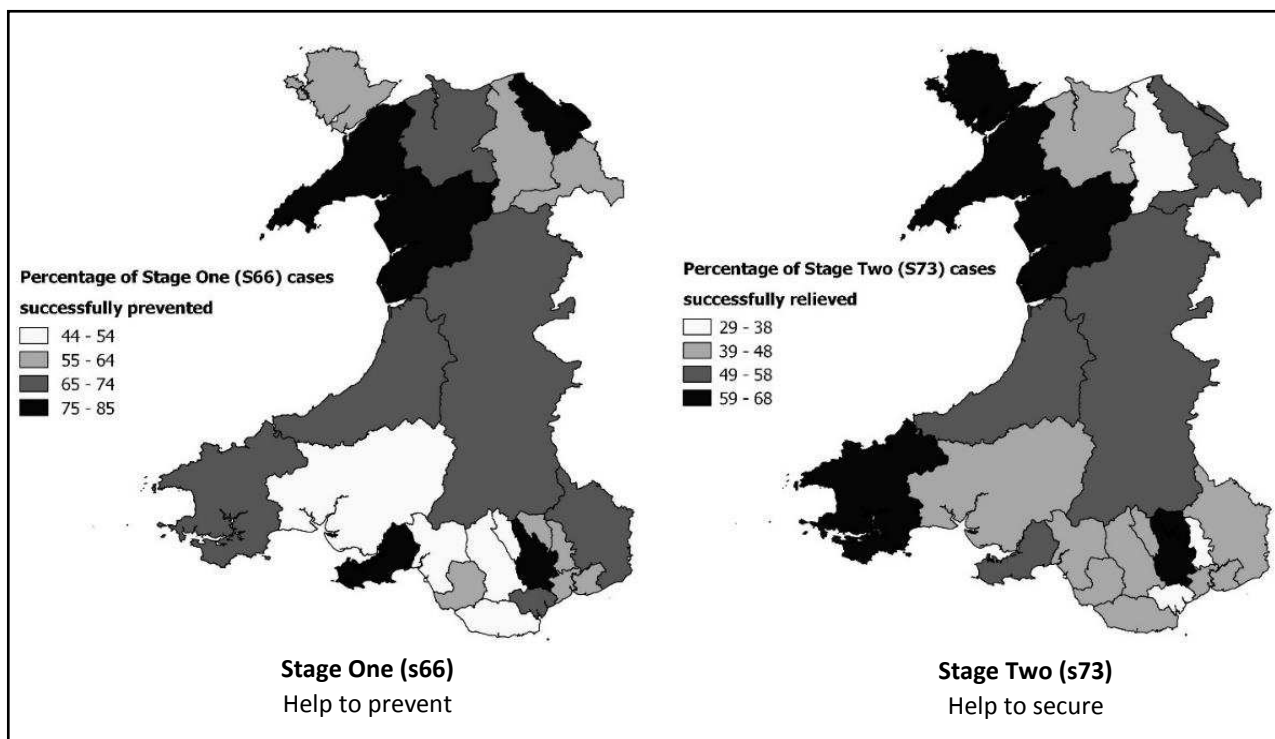 Percentage of Stage One (S66) cases
successfully prevented
44 - 54
55 - 64
65 - 74
75 - 85
Stage One (s66)
Help to prevent
Percentage of Stage Two (S73) cases
successfully relieved
29 - 38
39 - 48
49 - 58
59 - 68
Stage Two (s73)
Help to secure